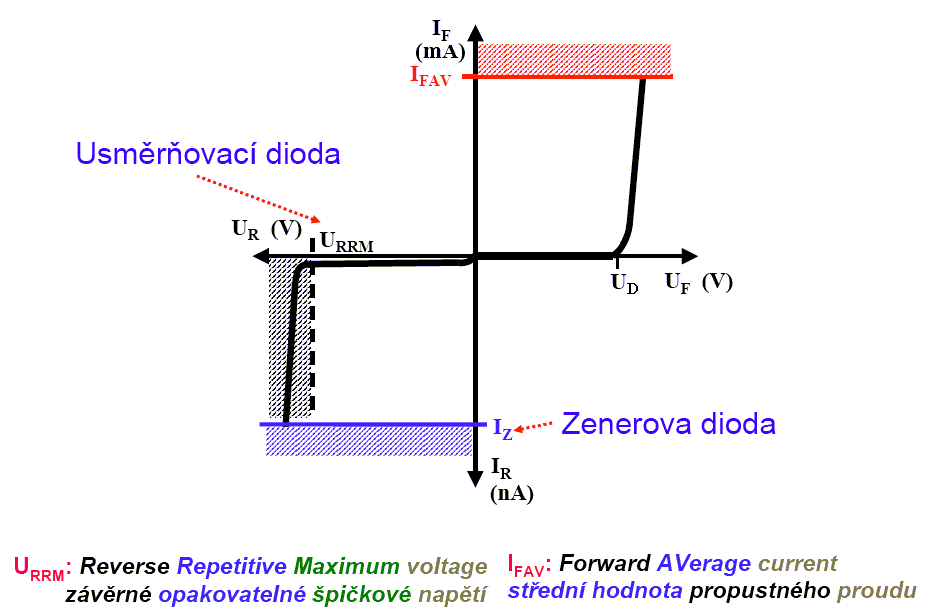 I_F
(mA)
I_FAV
Usměrňovací dioda
U_R (V)
U_RRM
U_D
U_F (V)
I_Z
Zenerova dioda
I_R
(nA)
U_RRM: Reverse Repetitive Maximum voltage
závěrné opakovatelné špičkové napětí
I_FAV: Forward AVerage current
střední hodnota propustného proudu